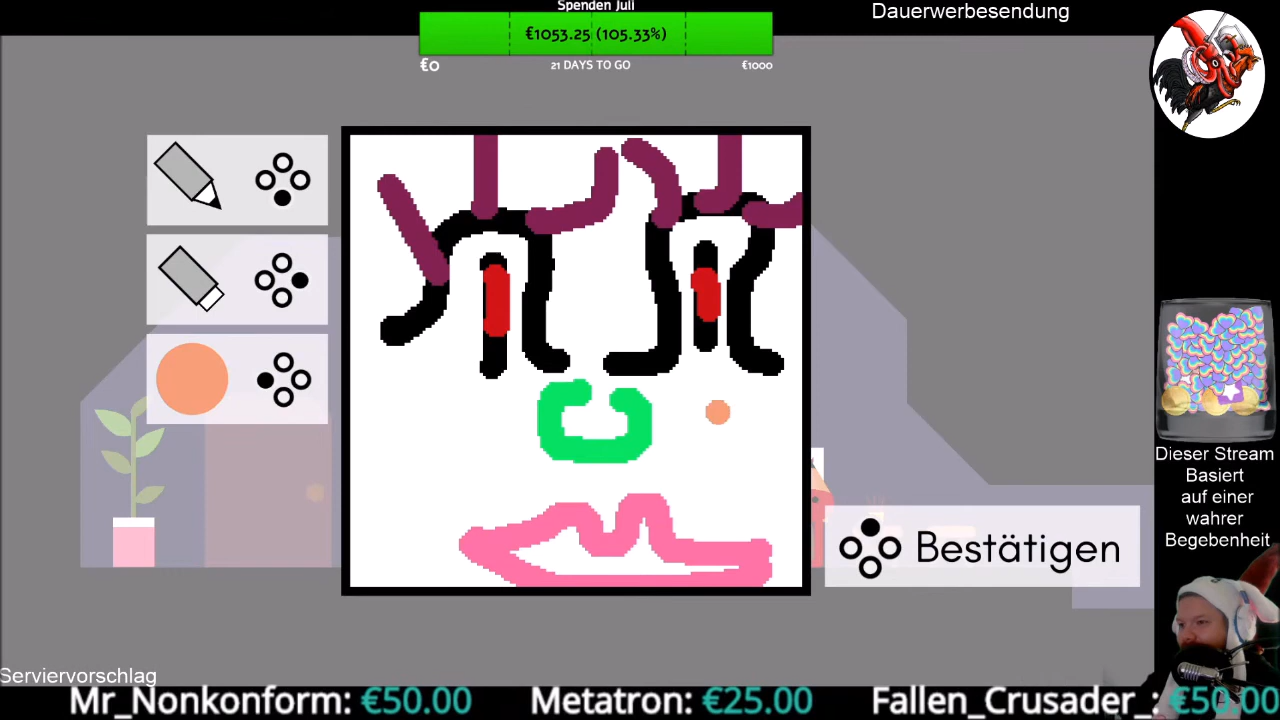 Spenden Juli
€1053.25 (105.33%)
€0
21 DAYS TO GO
€1000
Dauerwerbesendung
Bestätigen
Dieser Stream
Basiert
auf einer
wahrer
Begebenheit
Serviervorschlag
Mr_Nonkonform: €50.00
Metatron: €25.00
Fallen_Crusader_: €50.00